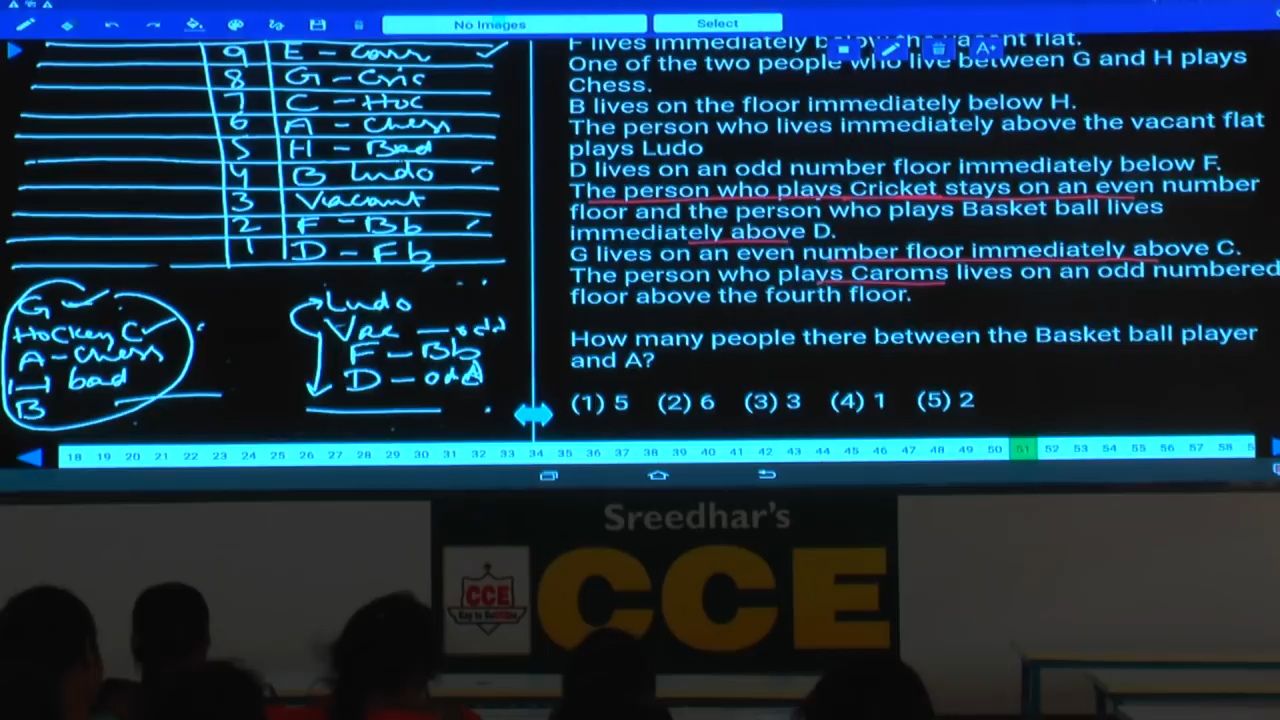 No Images
Select
9 E - Carr
8 G - Cric
7 C - Hoc
6 A - Chess
5 H - Bad
4 B Ludo
3 Vacant
2 F - Bb
1 D - Fb
G
Hockey C
A - chess
H bad
B
Ludo
Vac - odd
F - Bb
D - odd
F lives immediately below the vacant flat.
One of the two people who live between G and H plays
Chess.
B lives on the floor immediately below H.
The person who lives immediately above the vacant flat
plays Ludo
D lives on an odd number floor immediately below F.
The person who plays Cricket stays on an even number
floor and the person who plays Basket ball lives
immediately above D.
G lives on an even number floor immediately above C.
The person who plays Caroms lives on an odd numbered
floor above the fourth floor.
How many people there between the Basket ball player
and A?
(1) 5 (2) 6 (3) 3 (4) 1 (5) 2
18 19 20 21 22 23 24 25 26 27 28 29 30 31 32 33 34 35 36 37 38 39 40 41 42 43 44 45 46 47 48 49 50 51 52 53 54 55 56 57 58
Sreedhar's
CCE
CCE